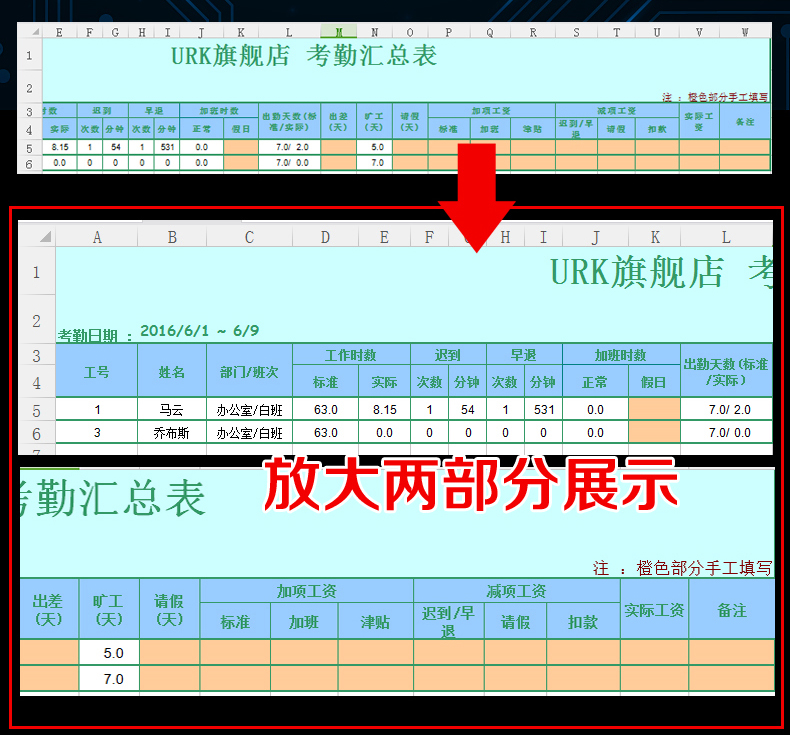 E F G H I J K L M N O P Q R S T U V W
1 URK旗舰店 考勤汇总表
2 注 : 橙色部分手工填写
3 时数 迟到 早退 加班时数 出勤天数(标准/实际) 出差(天) 旷工(天) 请假(天) 加项工资 减项工资 实际工资 备注
4 实际 次数 分钟 次数 分钟 正常 假日 标准 加班 津贴 迟到/早退 请假 扣款
5 8.15 1 54 1 531 0.0 7.0/ 2.0 5.0
6 0.0 0 0 0 0 0.0 7.0/ 0.0 7.0
A B C D E F G H I J K L
1 URK旗舰店 考
2 考勤日期 : 2016/6/1 ~ 6/9
3 工号 姓名 部门/班次 工作时数 迟到 早退 加班时数 出勤天数(标准/实际)
4 标准 实际 次数 分钟 次数 分钟 正常 假日
5 1 马云 办公室/白班 63.0 8.15 1 54 1 531 0.0 7.0/ 2.0
6 3 乔布斯 办公室/白班 63.0 0.0 0 0 0 0 0.0 7.0/ 0.0
放大两部分展示
考勤汇总表
注 : 橙色部分手工填写
出差(天) 旷工(天) 请假(天) 加项工资 减项工资 实际工资 备注
标准 加班 津贴 迟到/早退 请假 扣款
5.0
7.0